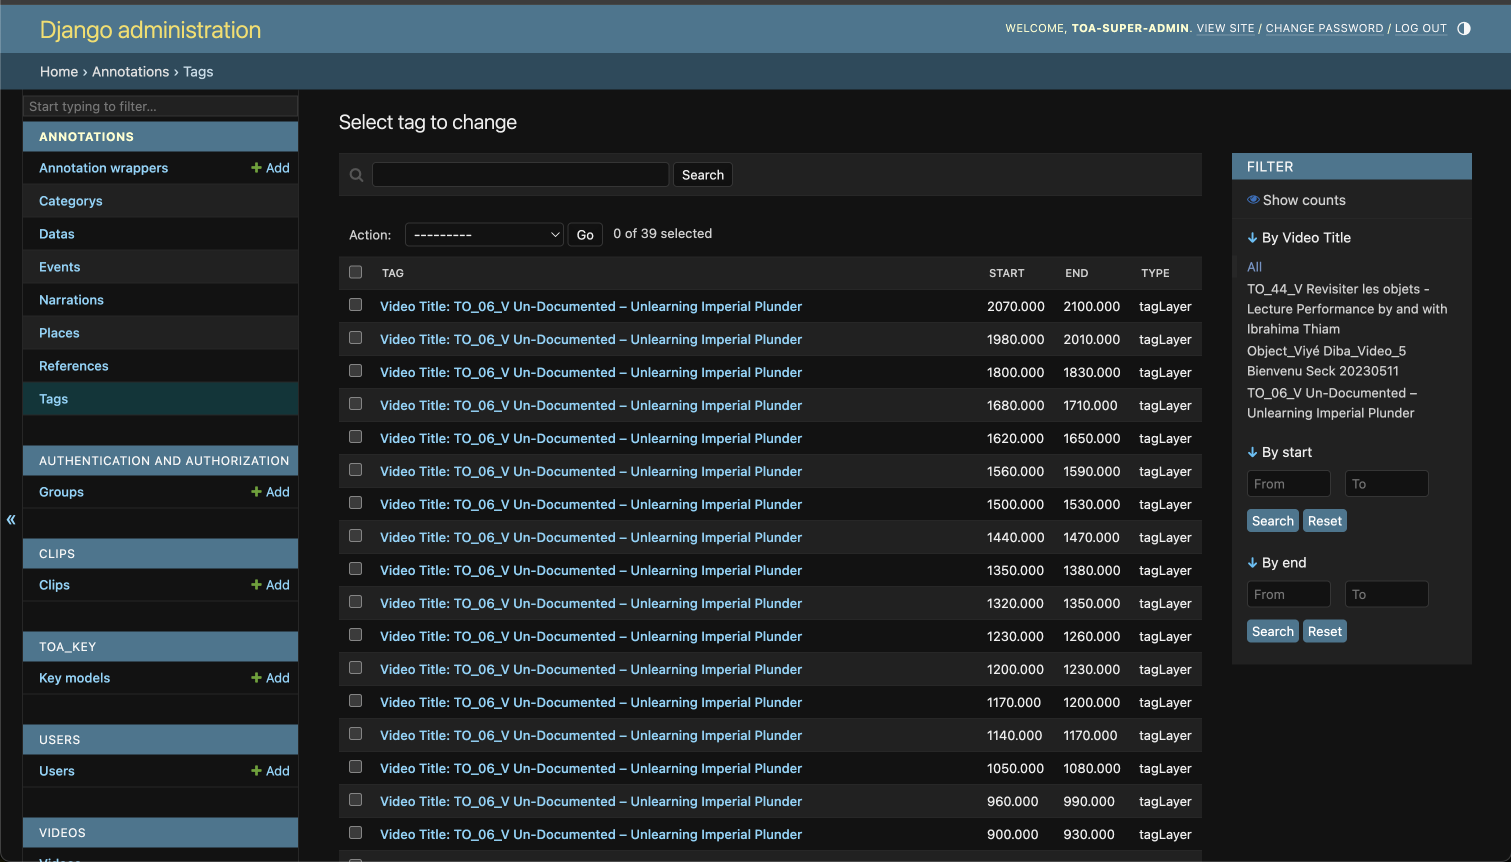 Django administration
WELCOME, TOA-SUPER-ADMIN. VIEW SITE / CHANGE PASSWORD / LOG OUT
Home › Annotations › Tags
Start typing to filter...
ANNOTATIONS
Annotation wrappers + Add
Categorys
Datas
Events
Narrations
Places
References
Tags
AUTHENTICATION AND AUTHORIZATION
Groups + Add
CLIPS
Clips + Add
TOA_KEY
Key models + Add
USERS
Users + Add
VIDEOS
«
Select tag to change
Search
Action: --------- Go 0 of 39 selected
TAG START END TYPE
Video Title: TO_06_V Un-Documented – Unlearning Imperial Plunder 2070.000 2100.000 tagLayer
Video Title: TO_06_V Un-Documented – Unlearning Imperial Plunder 1980.000 2010.000 tagLayer
Video Title: TO_06_V Un-Documented – Unlearning Imperial Plunder 1800.000 1830.000 tagLayer
Video Title: TO_06_V Un-Documented – Unlearning Imperial Plunder 1680.000 1710.000 tagLayer
Video Title: TO_06_V Un-Documented – Unlearning Imperial Plunder 1620.000 1650.000 tagLayer
Video Title: TO_06_V Un-Documented – Unlearning Imperial Plunder 1560.000 1590.000 tagLayer
Video Title: TO_06_V Un-Documented – Unlearning Imperial Plunder 1500.000 1530.000 tagLayer
Video Title: TO_06_V Un-Documented – Unlearning Imperial Plunder 1440.000 1470.000 tagLayer
Video Title: TO_06_V Un-Documented – Unlearning Imperial Plunder 1350.000 1380.000 tagLayer
Video Title: TO_06_V Un-Documented – Unlearning Imperial Plunder 1320.000 1350.000 tagLayer
Video Title: TO_06_V Un-Documented – Unlearning Imperial Plunder 1230.000 1260.000 tagLayer
Video Title: TO_06_V Un-Documented – Unlearning Imperial Plunder 1200.000 1230.000 tagLayer
Video Title: TO_06_V Un-Documented – Unlearning Imperial Plunder 1170.000 1200.000 tagLayer
Video Title: TO_06_V Un-Documented – Unlearning Imperial Plunder 1140.000 1170.000 tagLayer
Video Title: TO_06_V Un-Documented – Unlearning Imperial Plunder 1050.000 1080.000 tagLayer
Video Title: TO_06_V Un-Documented – Unlearning Imperial Plunder 960.000 990.000 tagLayer
Video Title: TO_06_V Un-Documented – Unlearning Imperial Plunder 900.000 930.000 tagLayer
FILTER
Show counts
↓ By Video Title
All
TO_44_V Revisiter les objets -
Lecture Performance by and with
Ibrahima Thiam
Object_Viyé Diba_Video_5
Bienvenu Seck 20230511
TO_06_V Un-Documented –
Unlearning Imperial Plunder
↓ By start
From To
Search Reset
↓ By end
From To
Search Reset